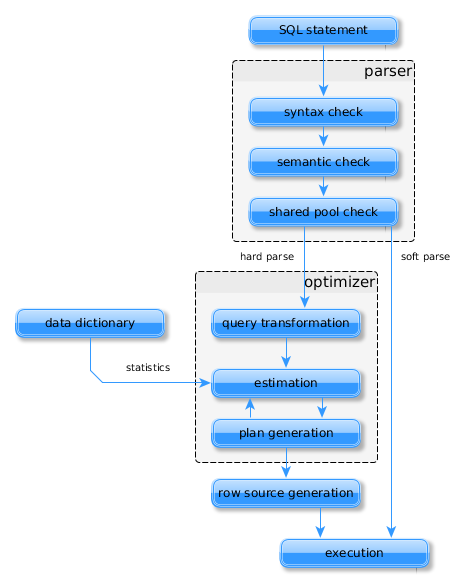 SQL statement
parser
syntax check
semantic check
shared pool check
hard parse
soft parse
optimizer
data dictionary
query transformation
statistics
estimation
plan generation
row source generation
execution